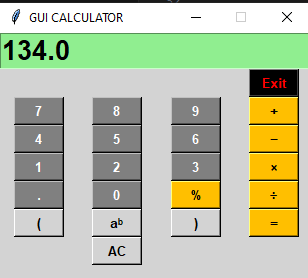 GUI CALCULATOR
134.0
Exit
7 8 9 +
4 5 6 −
1 2 3 ×
. 0 % ÷
( aᵇ ) =
AC